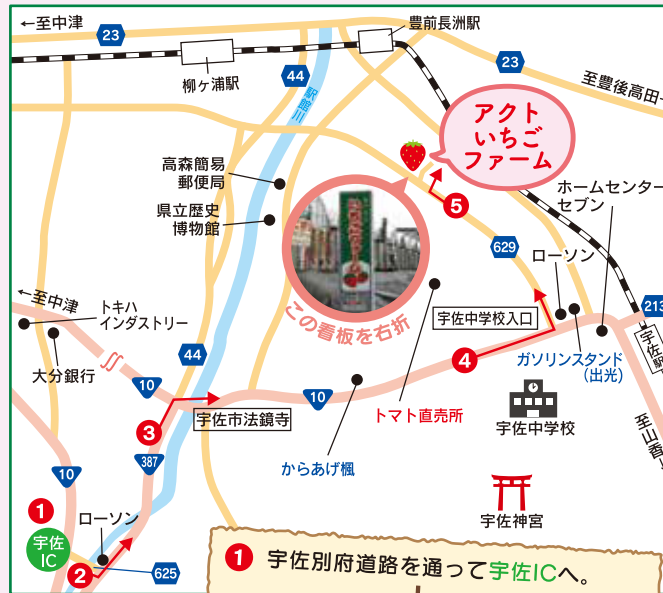 ←至中津
23
豊前長洲駅
柳ヶ浦駅
44
23
至豊後高田
アクト
いちご
ファーム
高森簡易
郵便局
県立歴史
博物館
5
ホームセンター
セブン
629
ローソン
この看板を右折
宇佐中学校入口
213
宇佐駅
←至中津
トキハ
インダストリー
大分銀行
44
10
4
ガソリンスタンド
(出光)
3
宇佐市法鏡寺
10
トマト直売所
宇佐中学校
至山香
387
からあげ楓
10
1
宇佐
IC
ローソン
2
625
宇佐神宮
1 宇佐別府道路を通って宇佐ICへ。